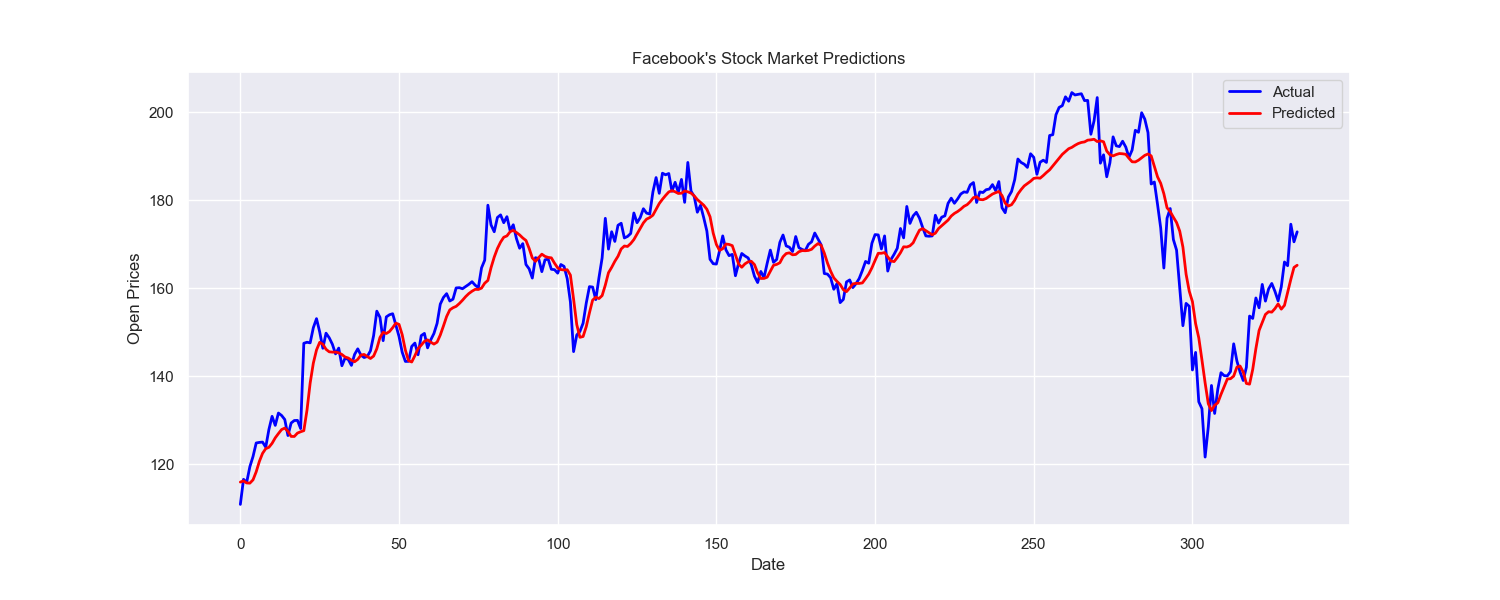 Facebook's Stock Market Predictions
Actual
Predicted
Open Prices
200
180
160
140
120
0 50 100 150 200 250 300
Date